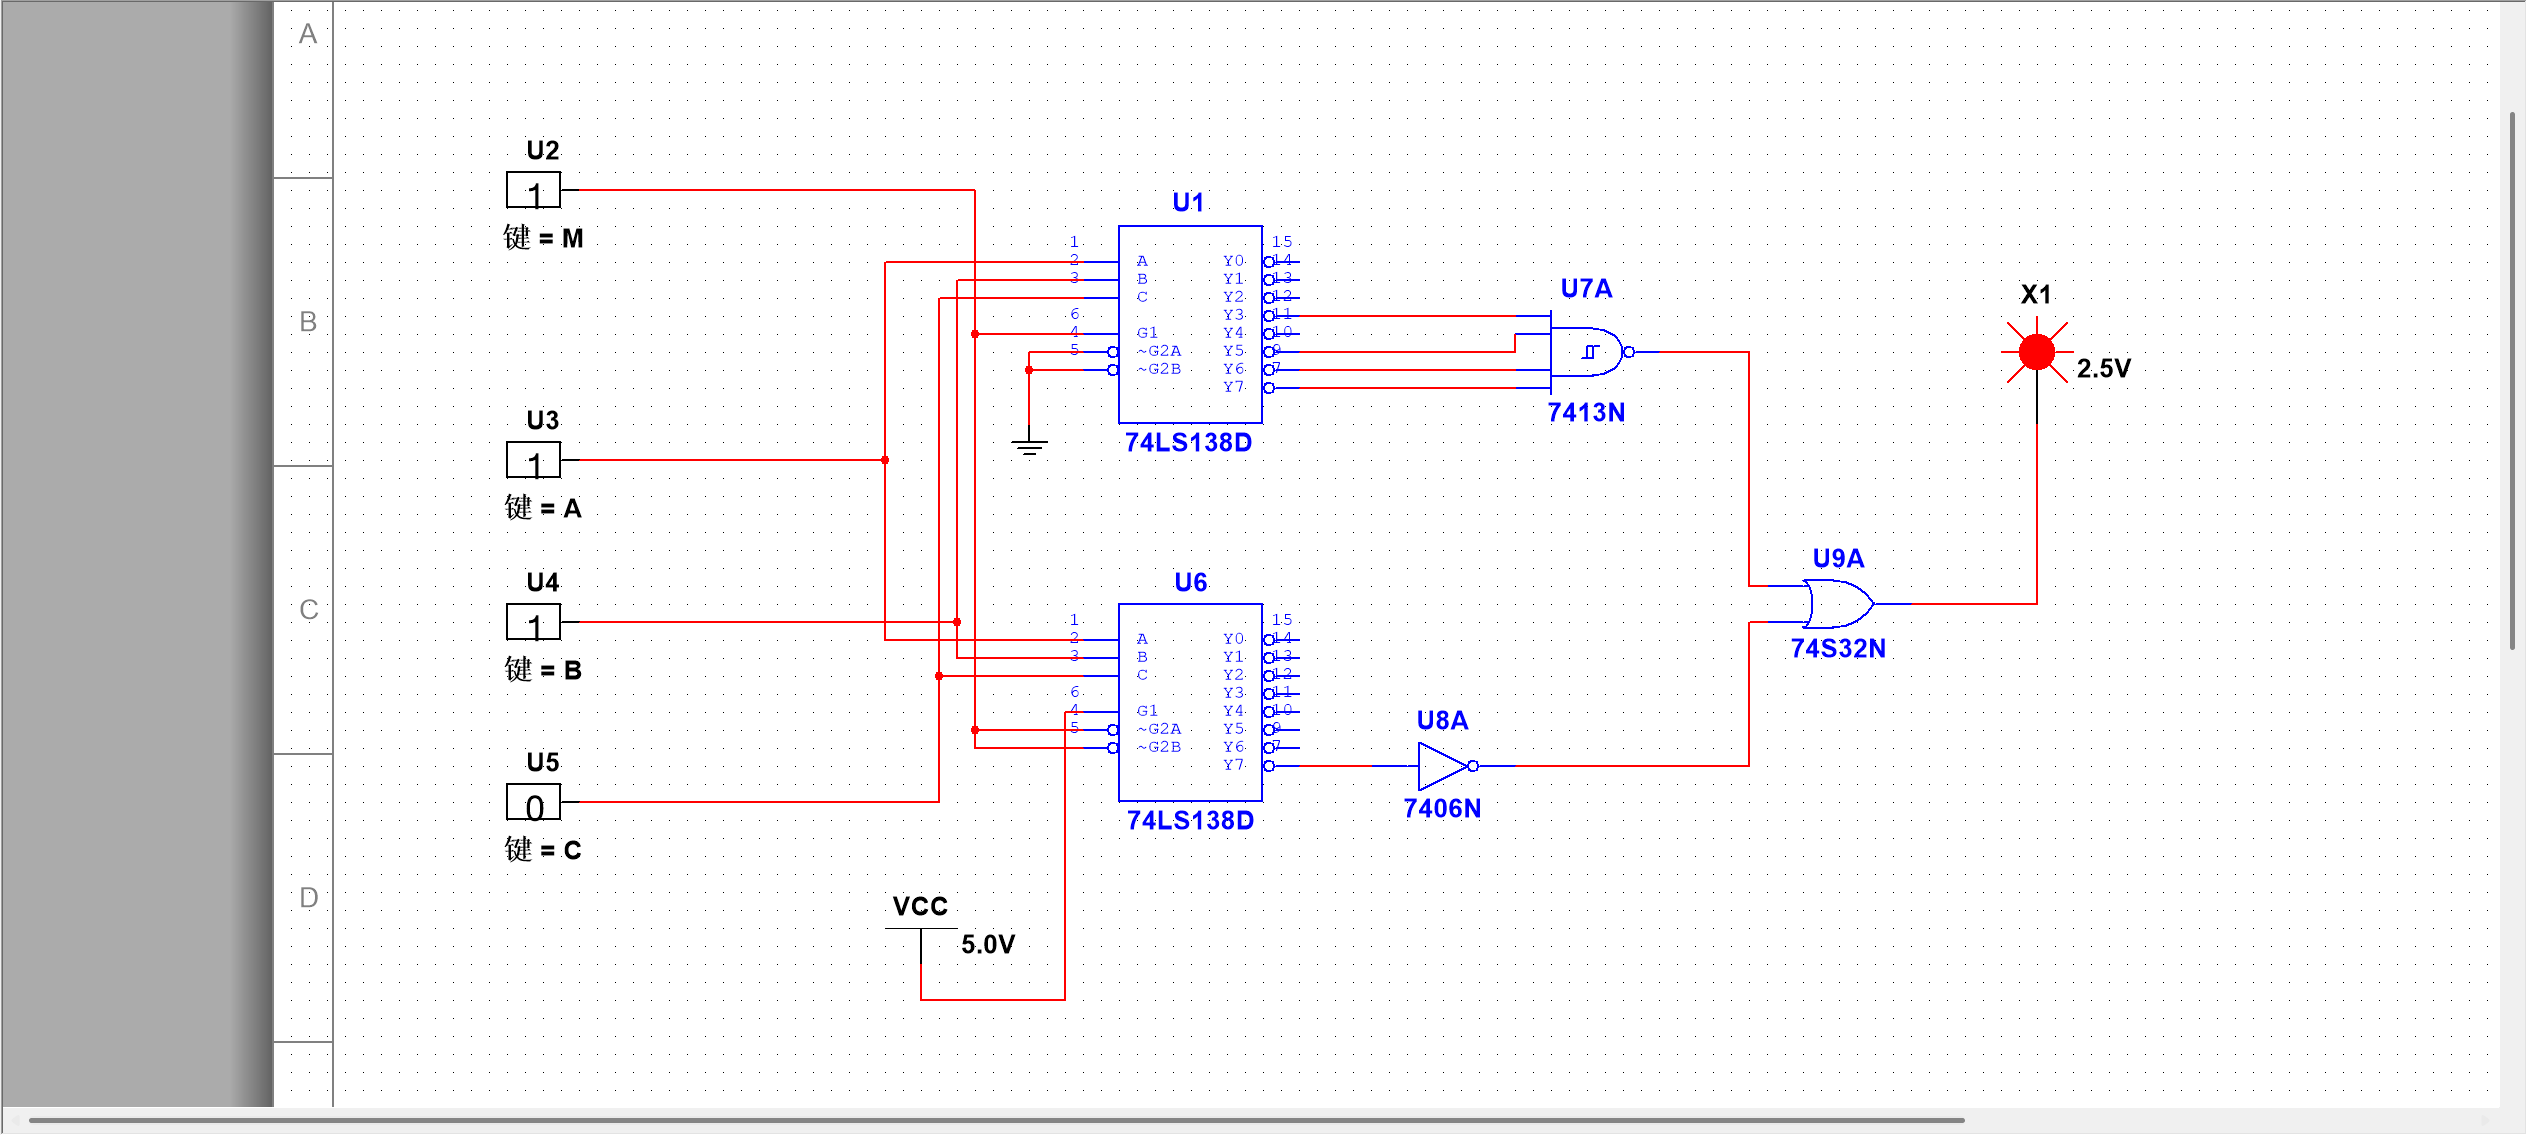 A
B
C
D
U2
1
键 = M
U3
1
键 = A
U4
1
键 = B
U5
0
键 = C
VCC
5.0V
U1
1
2
3
6
4
5
A
B
C
G1
~G2A
~G2B
Y0
Y1
Y2
Y3
Y4
Y5
Y6
Y7
15
14
13
12
11
10
9
7
74LS138D
U6
1
2
3
6
4
5
A
B
C
G1
~G2A
~G2B
Y0
Y1
Y2
Y3
Y4
Y5
Y6
Y7
15
14
13
12
11
10
9
7
74LS138D
U7A
7413N
U8A
7406N
U9A
74S32N
X1
2.5V